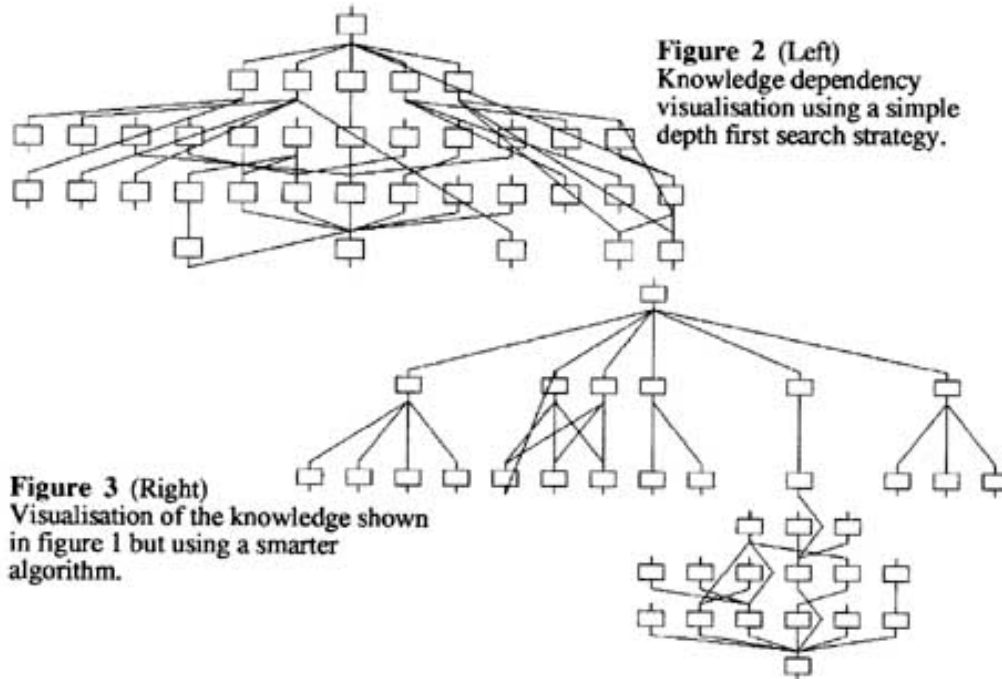 Figure 2 (Left)
Knowledge dependency
visualisation using a simple
depth first search strategy.
Figure 3 (Right)
Visualisation of the knowledge shown
in figure 1 but using a smarter
algorithm.